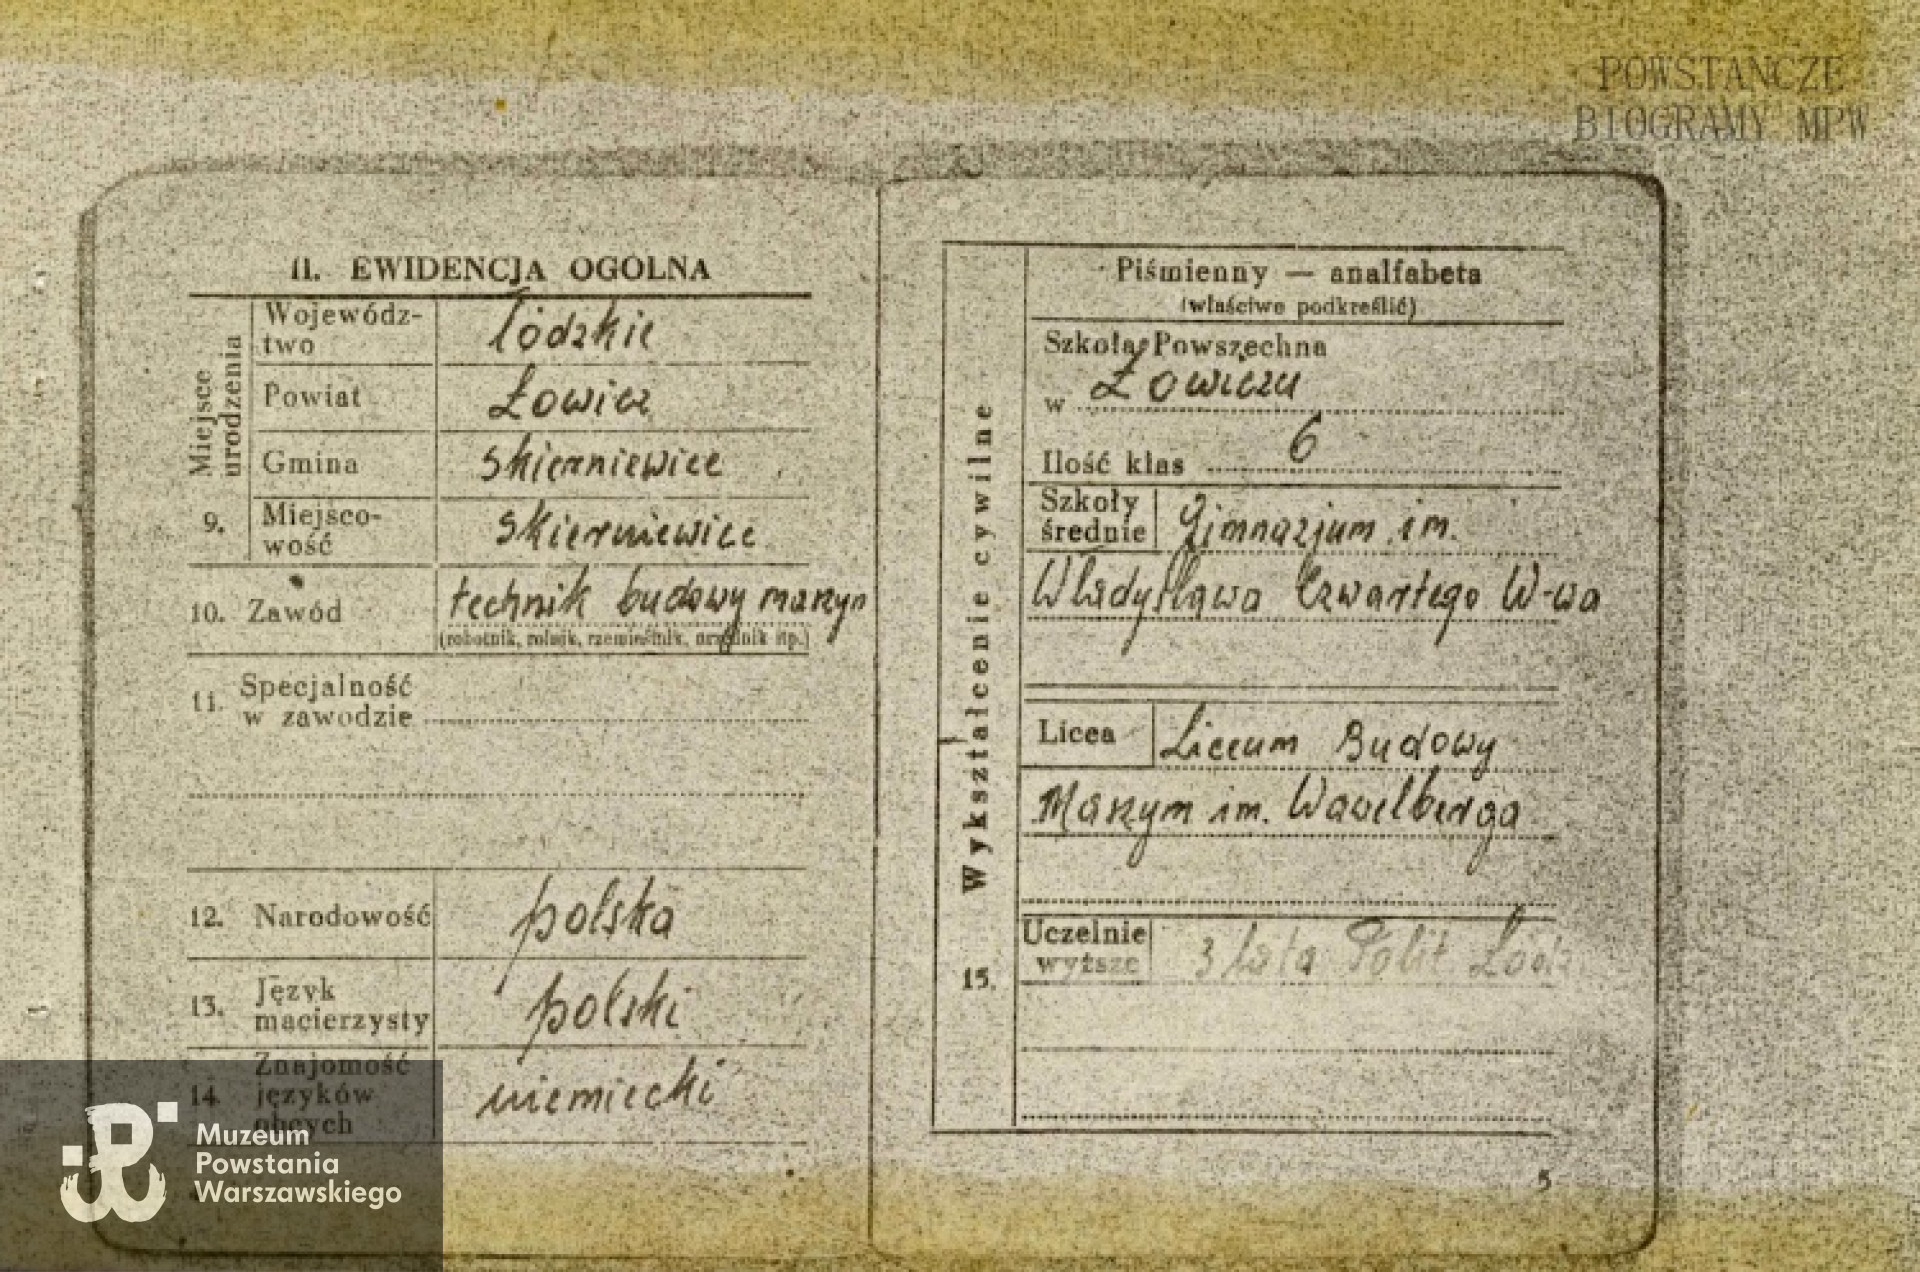 POWSTAŃCZE
BIOGRAMY MPW
II. EWIDENCJA OGOLNA
Miejsce
urodzenia
Wojewódz-
two łódzkie
Powiat Łowicz
Gmina Skierniewice
9. Miejsco-
wość Skierniewice
10. Zawód technik budowy maszyn
(robotnik, rolnik, rzemieślnik, urzędnik itp.)
11. Specjalność
w zawodzie
12. Narodowość polska
13. Język
macierzysty polski
14. Znajomość
języków
obcych niemiecki
Piśmienny — analfabeta
(właściwe podkreślić)
Szkoła Powszechna
w Łowiczu
Ilość klas 6
Szkoły
średnie Gimnazjum im.
Władysława Czwartego W-wa
Licea Liceum Budowy
Maszyn im. Wawelberga
Uczelnie
wyższe 3 lata Polit Łódz
15. Wykształcenie cywilne
5
Muzeum
Powstania
Warszawskiego